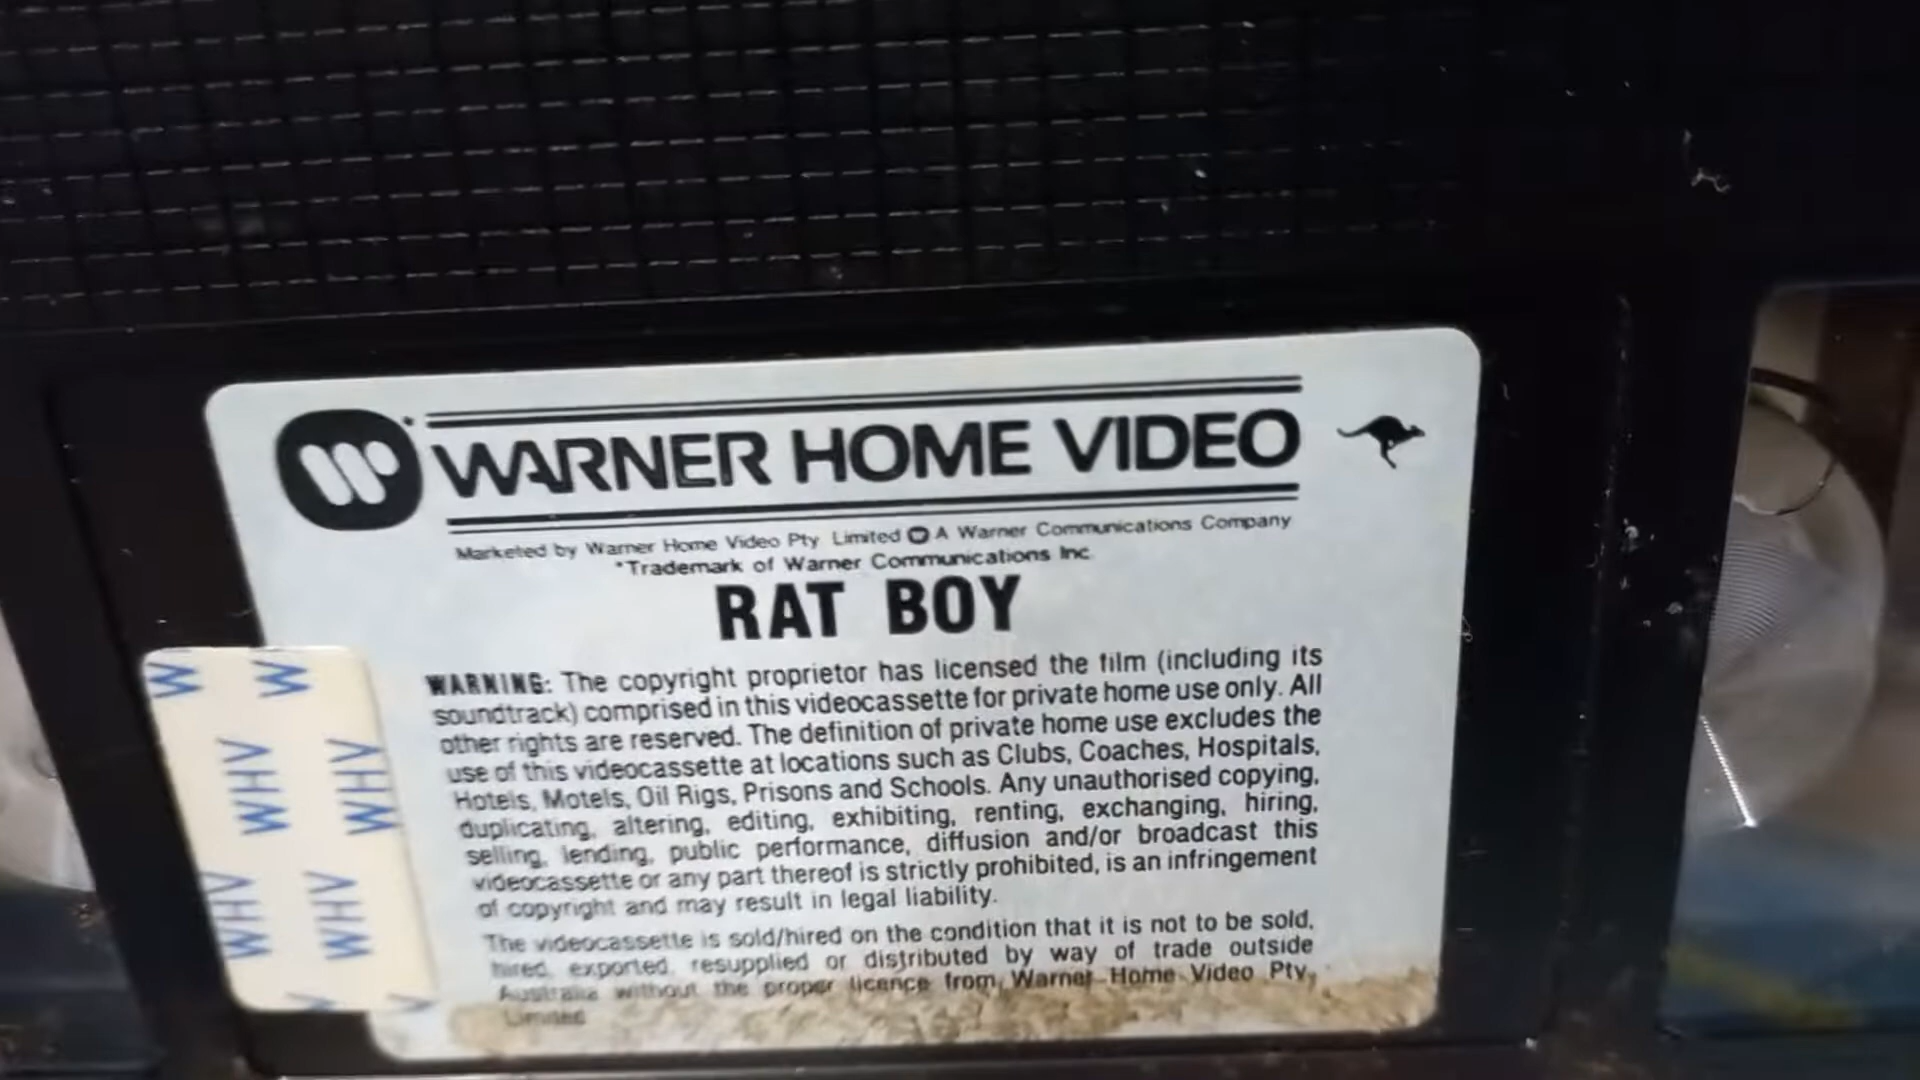 WARNER HOME VIDEO
Marketed by Warner Home Video Pty Limited A Warner Communications Company
*Trademark of Warner Communications Inc.
RAT BOY
WARNING: The copyright proprietor has licensed the film (including its
soundtrack) comprised in this videocassette for private home use only. All
other rights are reserved. The definition of private home use excludes the
use of this videocassette at locations such as Clubs, Coaches, Hospitals,
Hotels, Motels, Oil Rigs, Prisons and Schools. Any unauthorised copying,
duplicating, altering, editing, exhibiting, renting, exchanging, hiring,
selling, lending, public performance, diffusion and/or broadcast this
videocassette or any part thereof is strictly prohibited, is an infringement
of copyright and may result in legal liability.
The videocassette is sold/hired on the condition that it is not to be sold,
hired, exported, resupplied or distributed by way of trade outside
Australia without the proper licence from Warner Home Video Pty,
Limited
W W
WHV WHV
WHV WHV